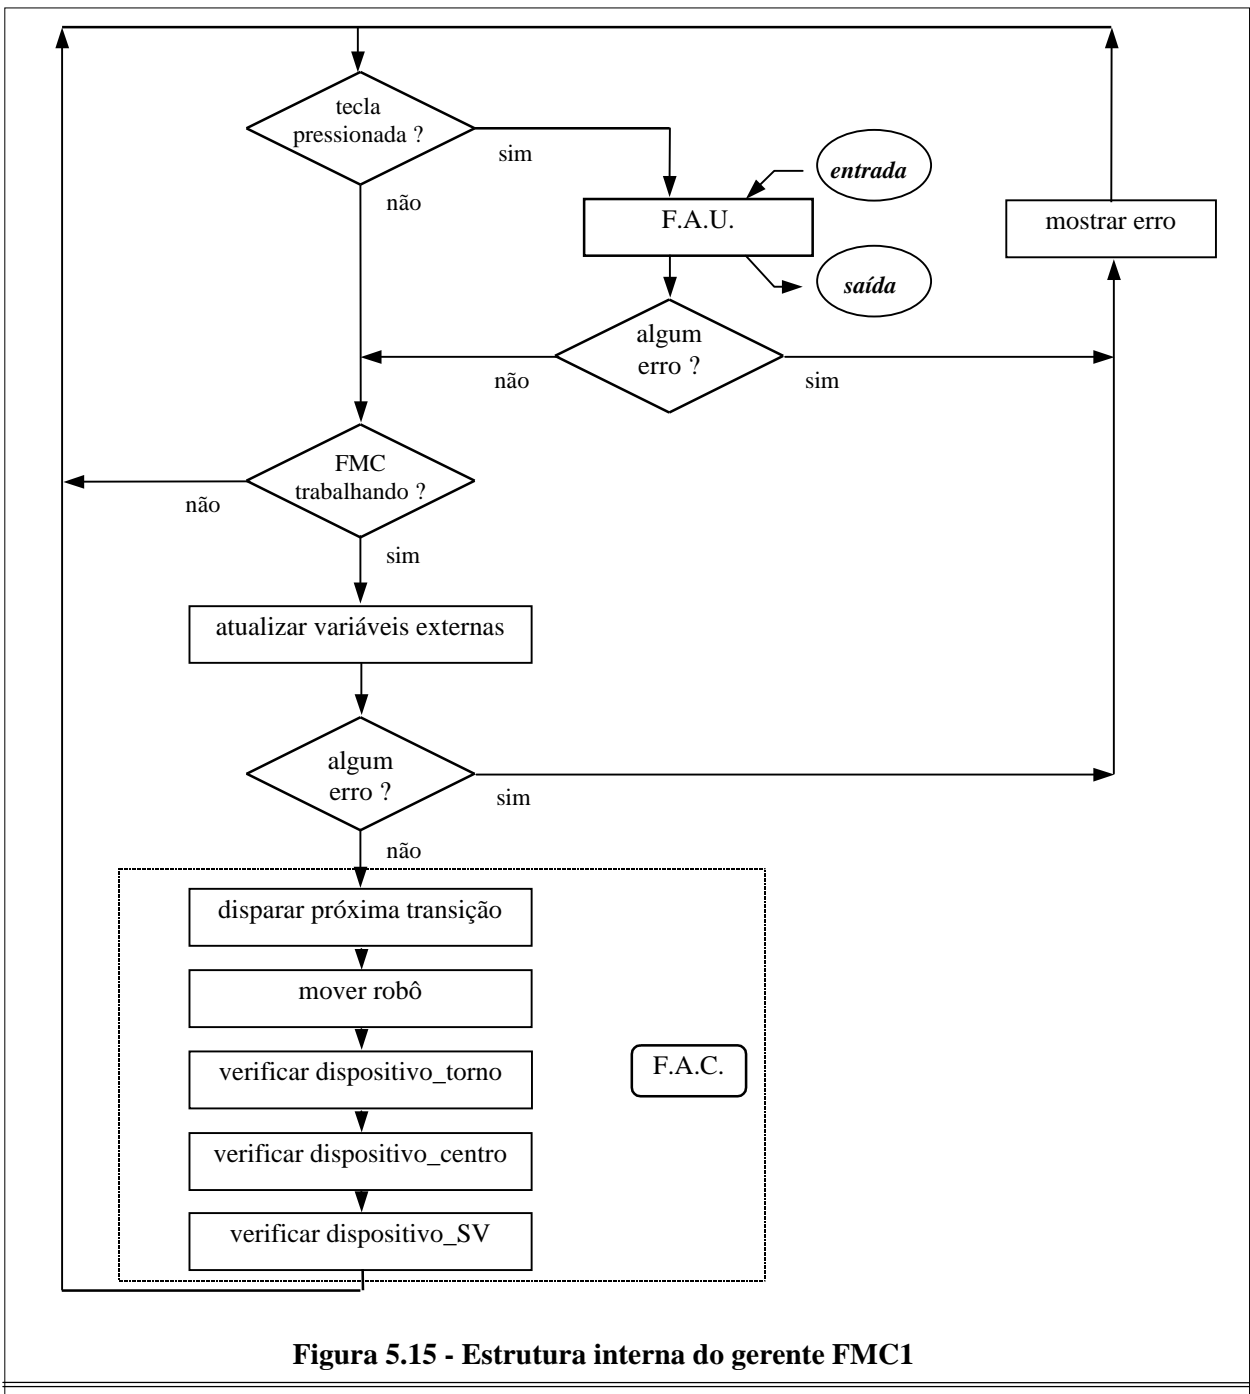 tecla
pressionada ?
sim
não
entrada
F.A.U.
mostrar erro
saída
algum
erro ?
não
sim
FMC
trabalhando ?
não
sim
atualizar variáveis externas
algum
erro ?
sim
não
disparar próxima transição
mover robô
verificar dispositivo_torno
F.A.C.
verificar dispositivo_centro
verificar dispositivo_SV
Figura 5.15 - Estrutura interna do gerente FMC1